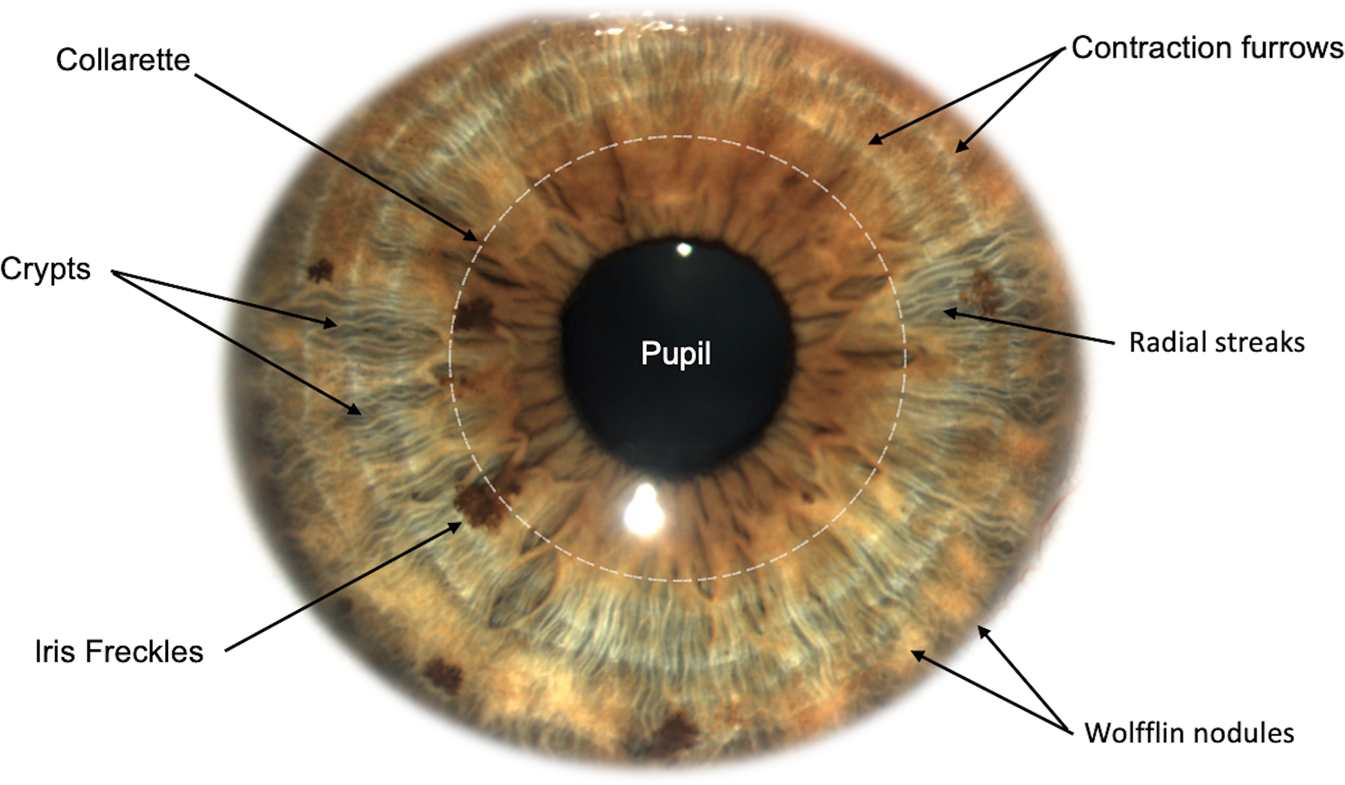 Collarette
Contraction furrows
Crypts
Pupil
Radial streaks
Iris Freckles
Wolfflin nodules